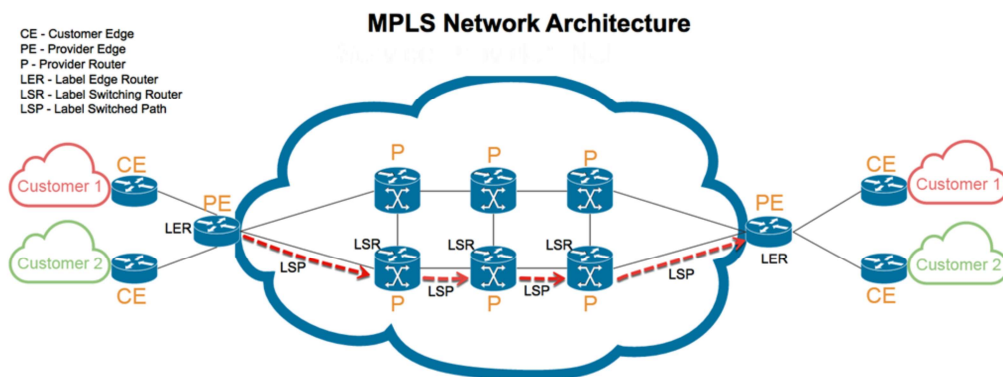 MPLS Network Architecture
CE - Customer Edge
PE - Provider Edge
P - Provider Router
LER - Label Edge Router
LSR - Label Switching Router
LSP - Label Switched Path
P
P
P
CE
CE
Customer 1
Customer 1
PE
PE
LER
LSR
LSR
LSR
LER
Customer 2
Customer 2
LSP
LSP
LSP
LSP
LSP
CE
P
P
P
CE